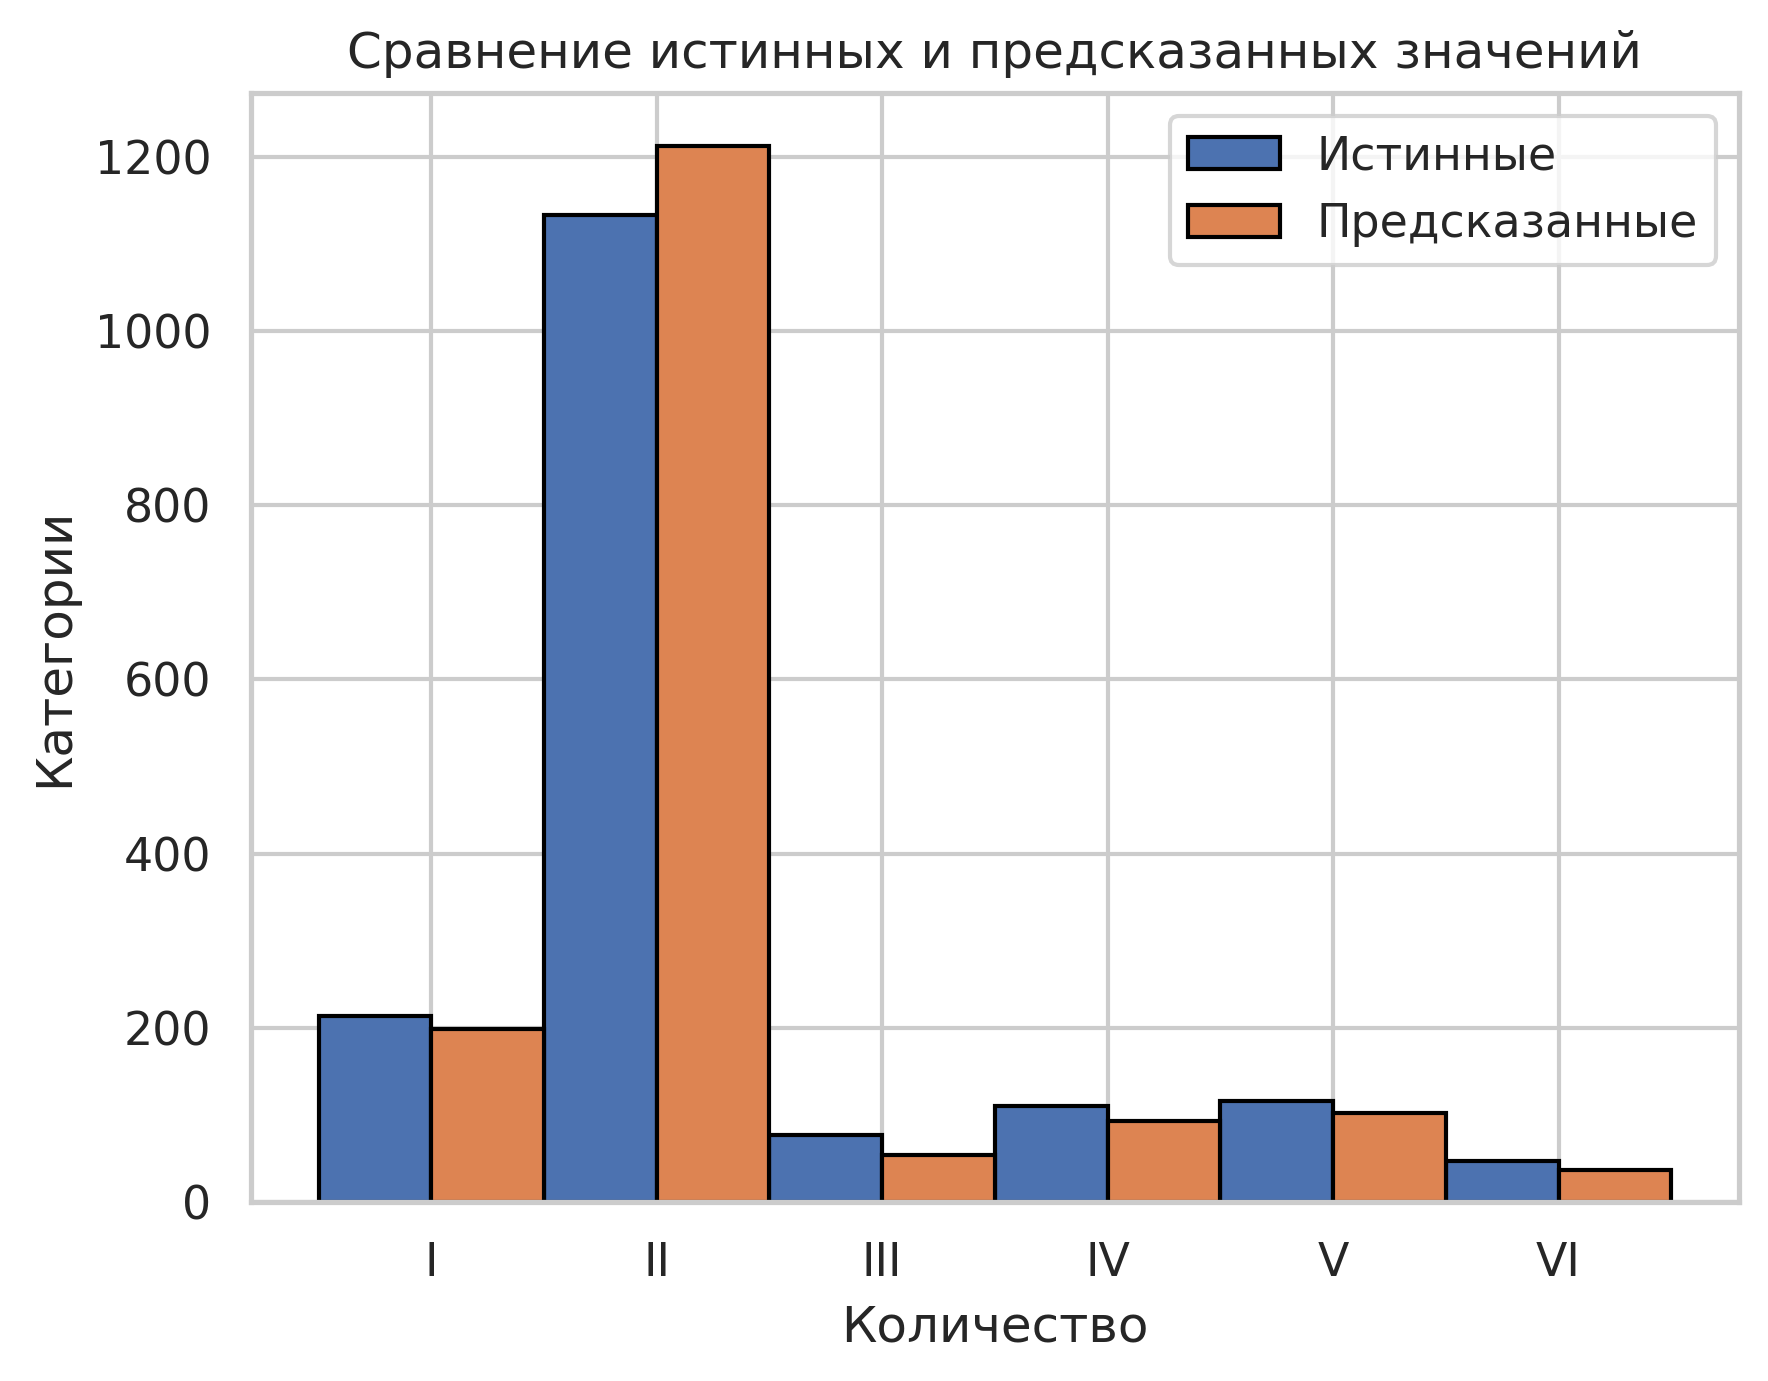 Сравнение истинных и предсказанных значений
Истинные
Предсказанные
Категории
1200
1000
800
600
400
200
0
I II III IV V VI
Количество